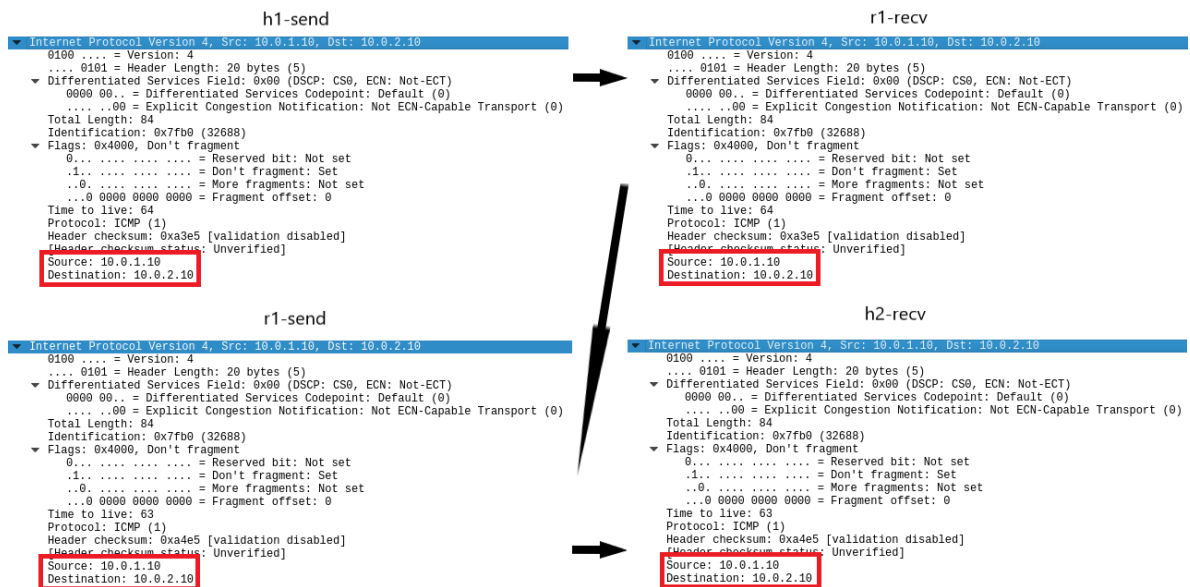 h1-send
Internet Protocol Version 4, Src: 10.0.1.10, Dst: 10.0.2.10
0100 .... = Version: 4
.... 0101 = Header Length: 20 bytes (5)
Differentiated Services Field: 0x00 (DSCP: CS0, ECN: Not-ECT)
0000 00.. = Differentiated Services Codepoint: Default (0)
.... ..00 = Explicit Congestion Notification: Not ECN-Capable Transport (0)
Total Length: 84
Identification: 0x7fb0 (32688)
Flags: 0x4000, Don't fragment
0... .... .... .... = Reserved bit: Not set
.1.. .... .... .... = Don't fragment: Set
..0. .... .... .... = More fragments: Not set
...0 0000 0000 0000 = Fragment offset: 0
Time to live: 64
Protocol: ICMP (1)
Header checksum: 0xa3e5 [validation disabled]
[Header checksum status: Unverified]
Source: 10.0.1.10
Destination: 10.0.2.10
r1-recv
Internet Protocol Version 4, Src: 10.0.1.10, Dst: 10.0.2.10
0100 .... = Version: 4
.... 0101 = Header Length: 20 bytes (5)
Differentiated Services Field: 0x00 (DSCP: CS0, ECN: Not-ECT)
0000 00.. = Differentiated Services Codepoint: Default (0)
.... ..00 = Explicit Congestion Notification: Not ECN-Capable Transport (0)
Total Length: 84
Identification: 0x7fb0 (32688)
Flags: 0x4000, Don't fragment
0... .... .... .... = Reserved bit: Not set
.1.. .... .... .... = Don't fragment: Set
..0. .... .... .... = More fragments: Not set
...0 0000 0000 0000 = Fragment offset: 0
Time to live: 64
Protocol: ICMP (1)
Header checksum: 0xa3e5 [validation disabled]
[Header checksum status: Unverified]
Source: 10.0.1.10
Destination: 10.0.2.10
r1-send
Internet Protocol Version 4, Src: 10.0.1.10, Dst: 10.0.2.10
0100 .... = Version: 4
.... 0101 = Header Length: 20 bytes (5)
Differentiated Services Field: 0x00 (DSCP: CS0, ECN: Not-ECT)
0000 00.. = Differentiated Services Codepoint: Default (0)
.... ..00 = Explicit Congestion Notification: Not ECN-Capable Transport (0)
Total Length: 84
Identification: 0x7fb0 (32688)
Flags: 0x4000, Don't fragment
0... .... .... .... = Reserved bit: Not set
.1.. .... .... .... = Don't fragment: Set
..0. .... .... .... = More fragments: Not set
...0 0000 0000 0000 = Fragment offset: 0
Time to live: 63
Protocol: ICMP (1)
Header checksum: 0xa4e5 [validation disabled]
[Header checksum status: Unverified]
Source: 10.0.1.10
Destination: 10.0.2.10
h2-recv
Internet Protocol Version 4, Src: 10.0.1.10, Dst: 10.0.2.10
0100 .... = Version: 4
.... 0101 = Header Length: 20 bytes (5)
Differentiated Services Field: 0x00 (DSCP: CS0, ECN: Not-ECT)
0000 00.. = Differentiated Services Codepoint: Default (0)
.... ..00 = Explicit Congestion Notification: Not ECN-Capable Transport (0)
Total Length: 84
Identification: 0x7fb0 (32688)
Flags: 0x4000, Don't fragment
0... .... .... .... = Reserved bit: Not set
.1.. .... .... .... = Don't fragment: Set
..0. .... .... .... = More fragments: Not set
...0 0000 0000 0000 = Fragment offset: 0
Time to live: 63
Protocol: ICMP (1)
Header checksum: 0xa4e5 [validation disabled]
[Header checksum status: Unverified]
Source: 10.0.1.10
Destination: 10.0.2.10